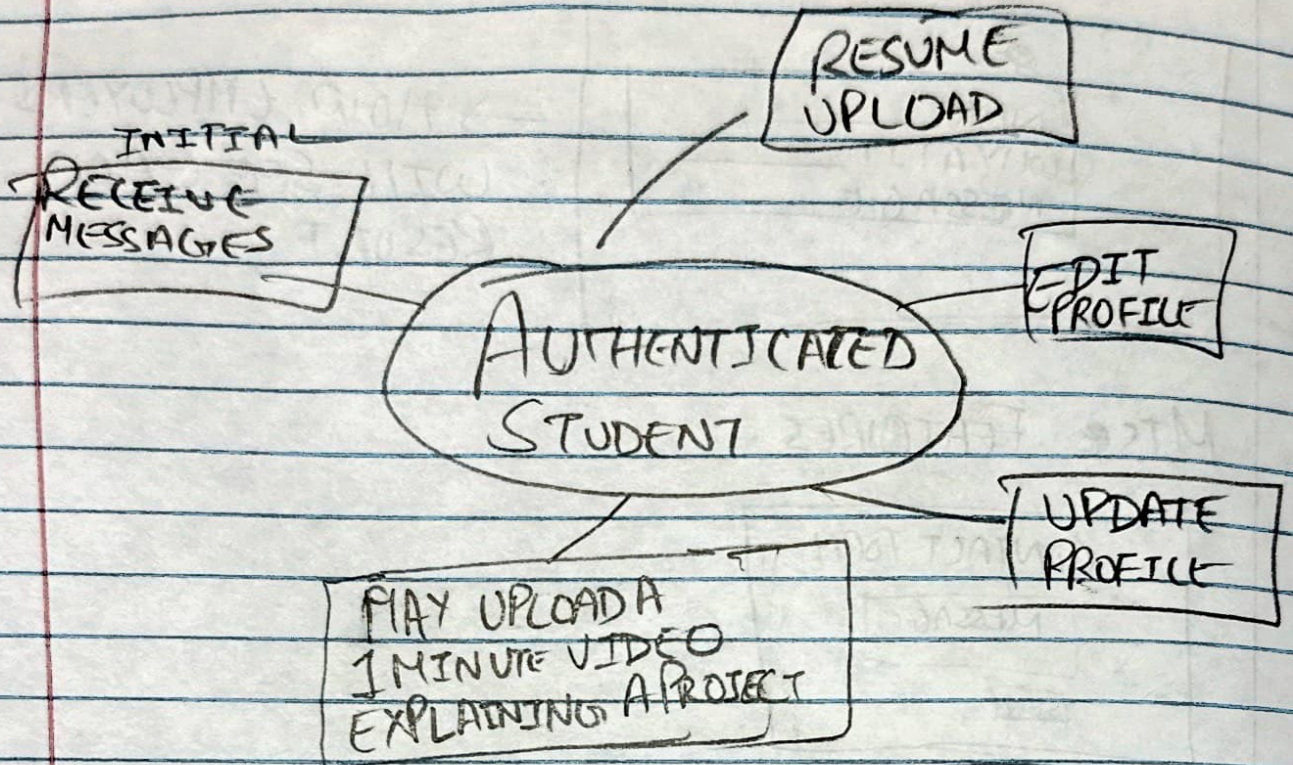 RESUME
UPLOAD
INITIAL
RECEIVE
MESSAGES
EDIT
PROFILE
AUTHENTICATED
STUDENT
UPDATE
PROFILE
MAY UPLOAD A
1 MINUTE VIDEO
EXPLAINING A PROJECT